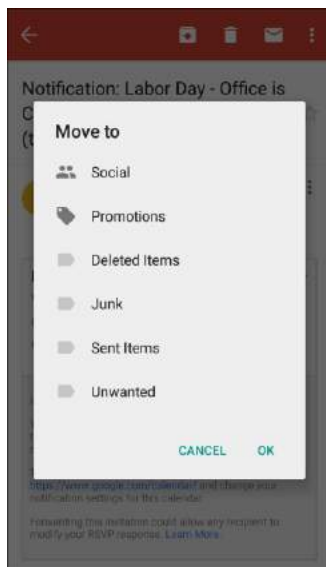 Notification: Labor Day - Office is
C
(t
Move to
Social
Promotions
Deleted Items
Junk
Sent Items
Unwanted
CANCEL
OK
https://www.google.com/calendar/ and change your
notification settings for this calendar.
Forwarding this invitation could allow any recipient to
modify your RSVP response. Learn More.